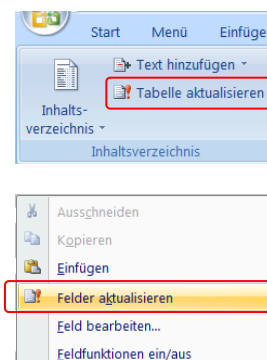 Start Menü Einfüge
Text hinzufügen
Tabelle aktualisieren
Inhalts-
verzeichnis
Inhaltsverzeichnis
Ausschneiden
Kopieren
Einfügen
Felder aktualisieren
Feld bearbeiten...
Feldfunktionen ein/aus